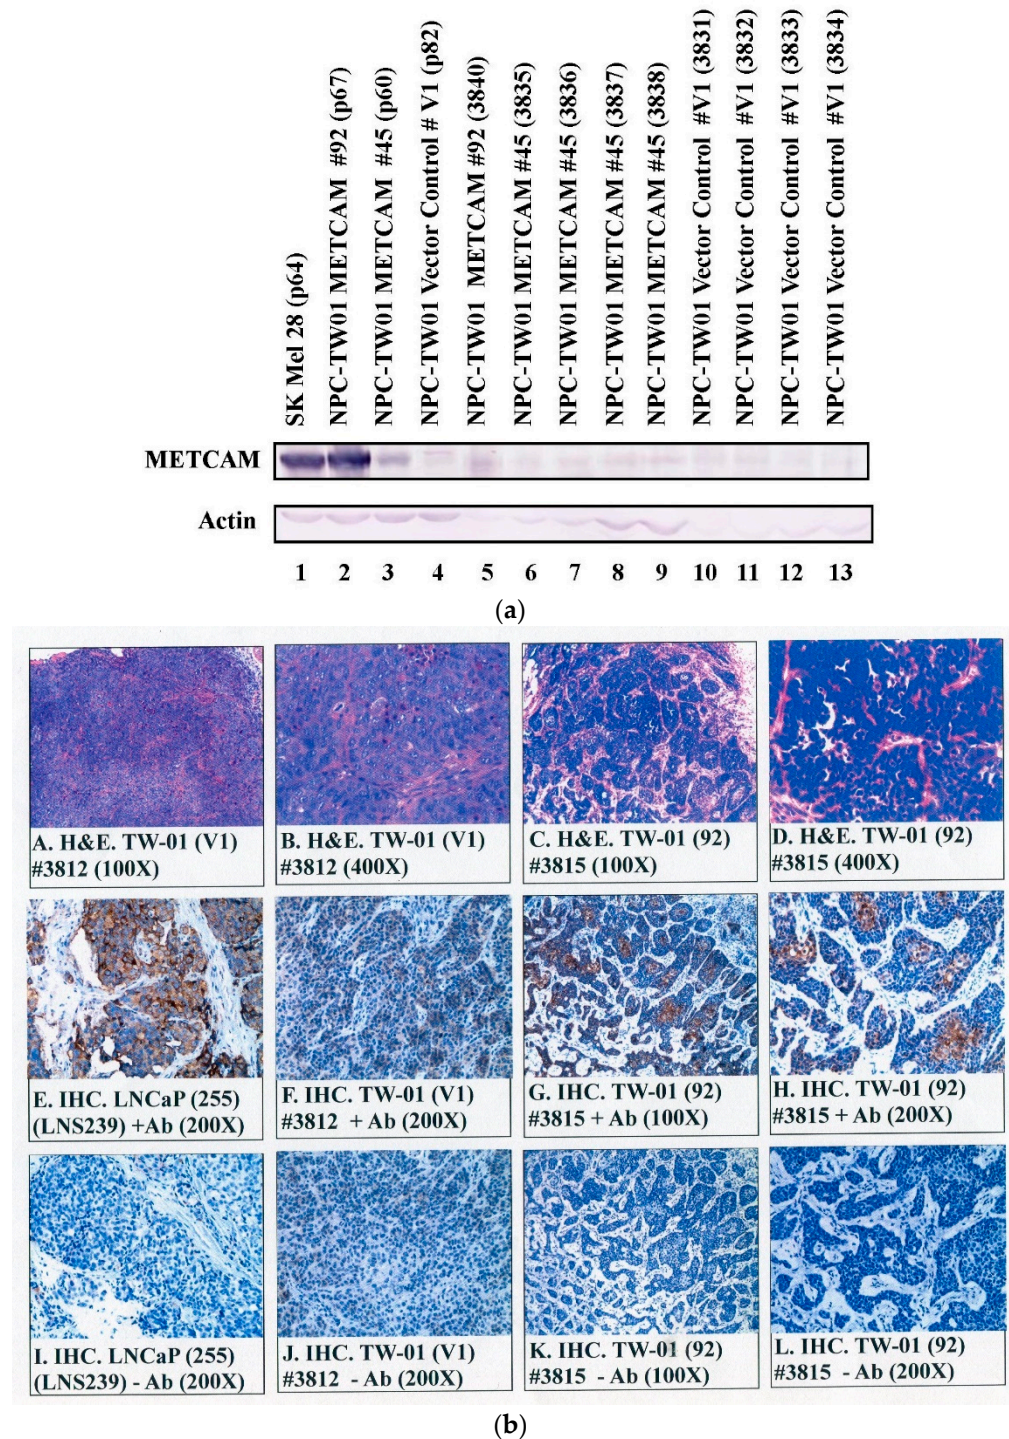 SK Mel 28 (p64)
NPC-TW01 METCAM #92 (p67)
NPC-TW01 METCAM #45 (p60)
NPC-TW01 Vector Control # V1 (p82)
NPC-TW01 METCAM #92 (3840)
NPC-TW01 METCAM #45 (3835)
NPC-TW01 METCAM #45 (3836)
NPC-TW01 METCAM #45 (3837)
NPC-TW01 METCAM #45 (3838)
NPC-TW01 Vector Control #V1 (3831)
NPC-TW01 Vector Control #V1 (3832)
NPC-TW01 Vector Control #V1 (3833)
NPC-TW01 Vector Control #V1 (3834)
METCAM
Actin
1 2 3 4 5 6 7 8 9 10 11 12 13
(a)
A. H&E. TW-01 (V1)
#3812 (100X)
B. H&E. TW-01 (V1)
#3812 (400X)
C. H&E. TW-01 (92)
#3815 (100X)
D. H&E. TW-01 (92)
#3815 (400X)
E. IHC. LNCaP (255)
(LNS239) +Ab (200X)
F. IHC. TW-01 (V1)
#3812 + Ab (200X)
G. IHC. TW-01 (92)
#3815 + Ab (100X)
H. IHC. TW-01 (92)
#3815 + Ab (200X)
I. IHC. LNCaP (255)
(LNS239) - Ab (200X)
J. IHC. TW-01 (V1)
#3812 - Ab (200X)
K. IHC. TW-01 (92)
#3815 - Ab (100X)
L. IHC. TW-01 (92)
#3815 - Ab (200X)
(b)